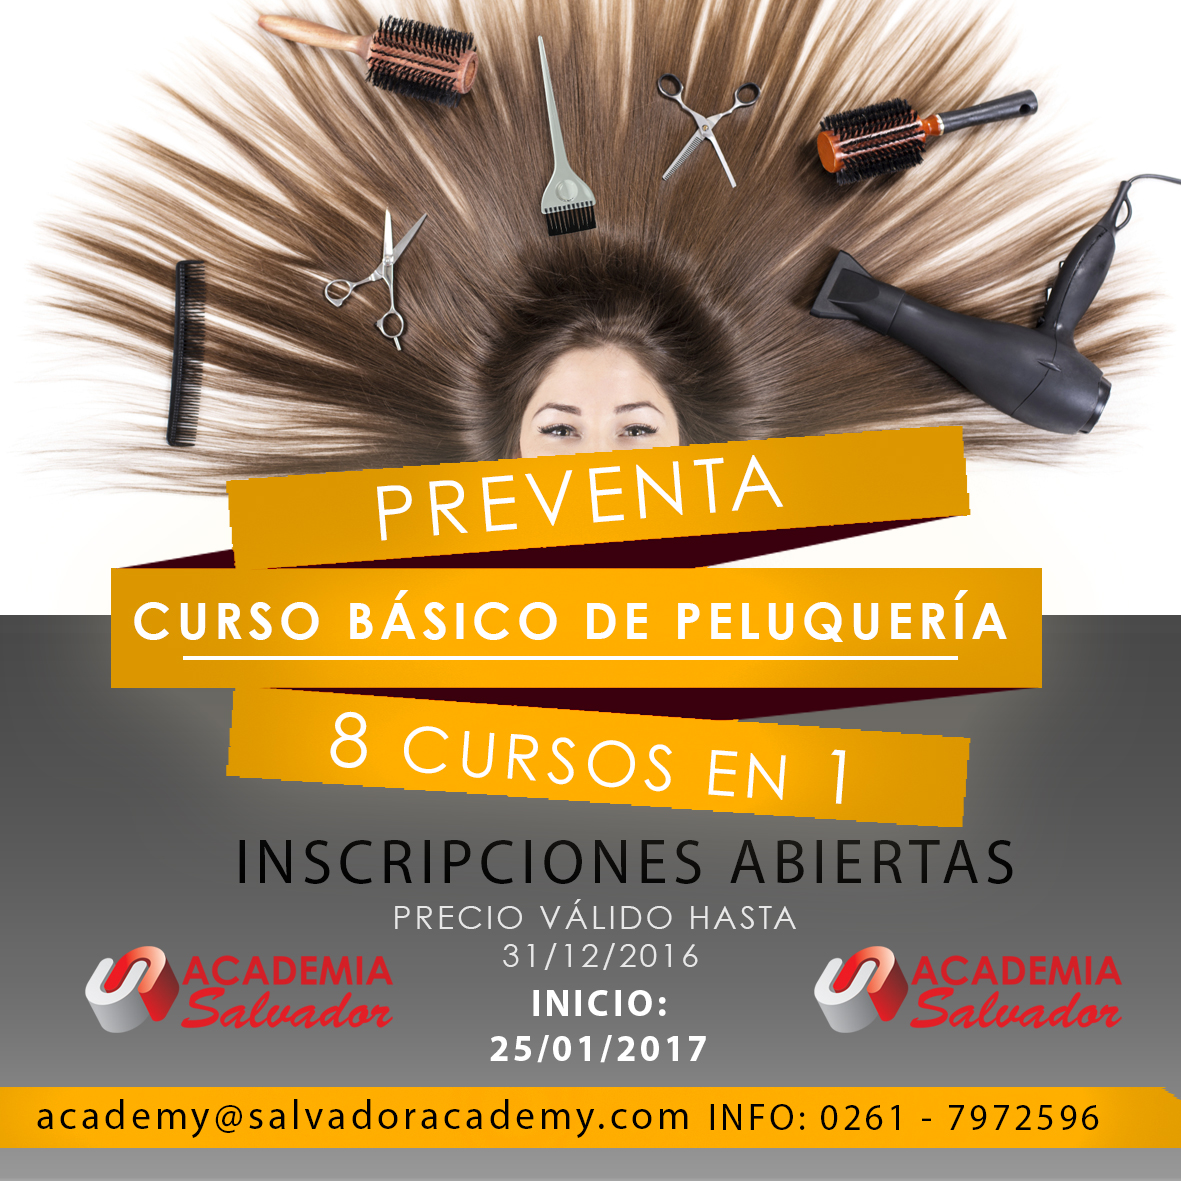 PREVENTA
CURSO BÁSICO DE PELUQUERÍA
8 CURSOS EN 1
INSCRIPCIONES ABIERTAS
PRECIO VÁLIDO HASTA
31/12/2016
ACADEMIA
Salvador
INICIO:
25/01/2017
ACADEMIA
Salvador
academy@salvadoracademy.com INFO: 0261 - 7972596